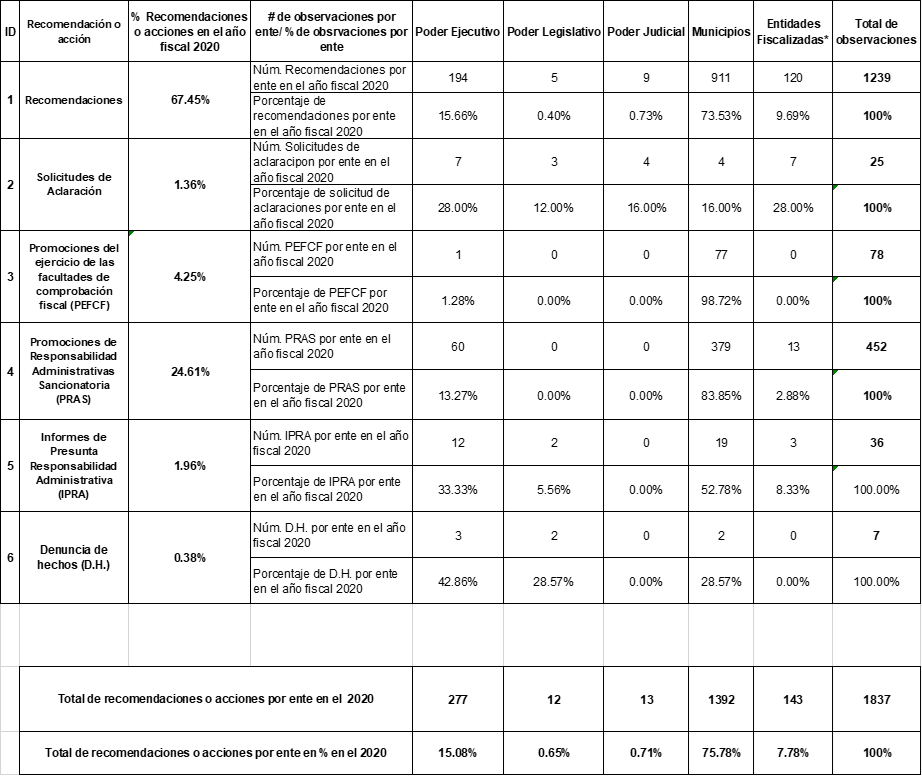 ID
Recomendación o
acción
% Recomendaciones
o acciones en el año
fiscal 2020
# de observaciones por
ente/ % de obsrvaciones por
ente
Poder Ejecutivo
Poder Legislativo
Poder Judicial
Municipios
Entidades
Fiscalizadas*
Total de
observaciones
1
Recomendaciones
67.45%
Núm. Recomendaciones por
ente en el año fiscal 2020
194
5
9
911
120
1239
Porcentaje de
recomendaciones por ente
en el año fiscal 2020
15.66%
0.40%
0.73%
73.53%
9.69%
100%
2
Solicitudes de
Aclaración
1.36%
Núm. Solicitudes de
aclaracipon por ente en el
año fiscal 2020
7
3
4
4
7
25
Porcentaje de solicitud de
aclaraciones por ente en el
año fiscal 2020
28.00%
12.00%
16.00%
16.00%
28.00%
100%
3
Promociones del
ejercicio de las
facultades de
comprobación
fiscal (PEFCF)
4.25%
Núm. PEFCF por ente en el
año fiscal 2020
1
0
0
77
0
78
Porcentaje de PEFCF por
ente en el año fiscal 2020
1.28%
0.00%
0.00%
98.72%
0.00%
100%
4
Promociones de
Responsabilidad
Administrativas
Sancionatoria
(PRAS)
24.61%
Núm. PRAS por ente en el
año fiscal 2020
60
0
0
379
13
452
Porcentaje de PRAS por ente
en el año fiscal 2020
13.27%
0.00%
0.00%
83.85%
2.88%
100%
5
Informes de
Presunta
Responsabilidad
Administrativa
(IPRA)
1.96%
Núm. IPRA por ente en el año
fiscal 2020
12
2
0
19
3
36
Porcentaje de IPRA por ente
en el año fiscal 2020
33.33%
5.56%
0.00%
52.78%
8.33%
100.00%
6
Denuncia de
hechos (D.H.)
0.38%
Núm. D.H. por ente en el año
fiscal 2020
3
2
0
2
0
7
Porcentaje de D.H. por ente
en el año fiscal 2020
42.86%
28.57%
0.00%
28.57%
0.00%
100.00%
Total de recomendaciones o acciones por ente en el 2020
277
12
13
1392
143
1837
Total de recomendaciones o acciones por ente en % en el 2020
15.08%
0.65%
0.71%
75.78%
7.78%
100%